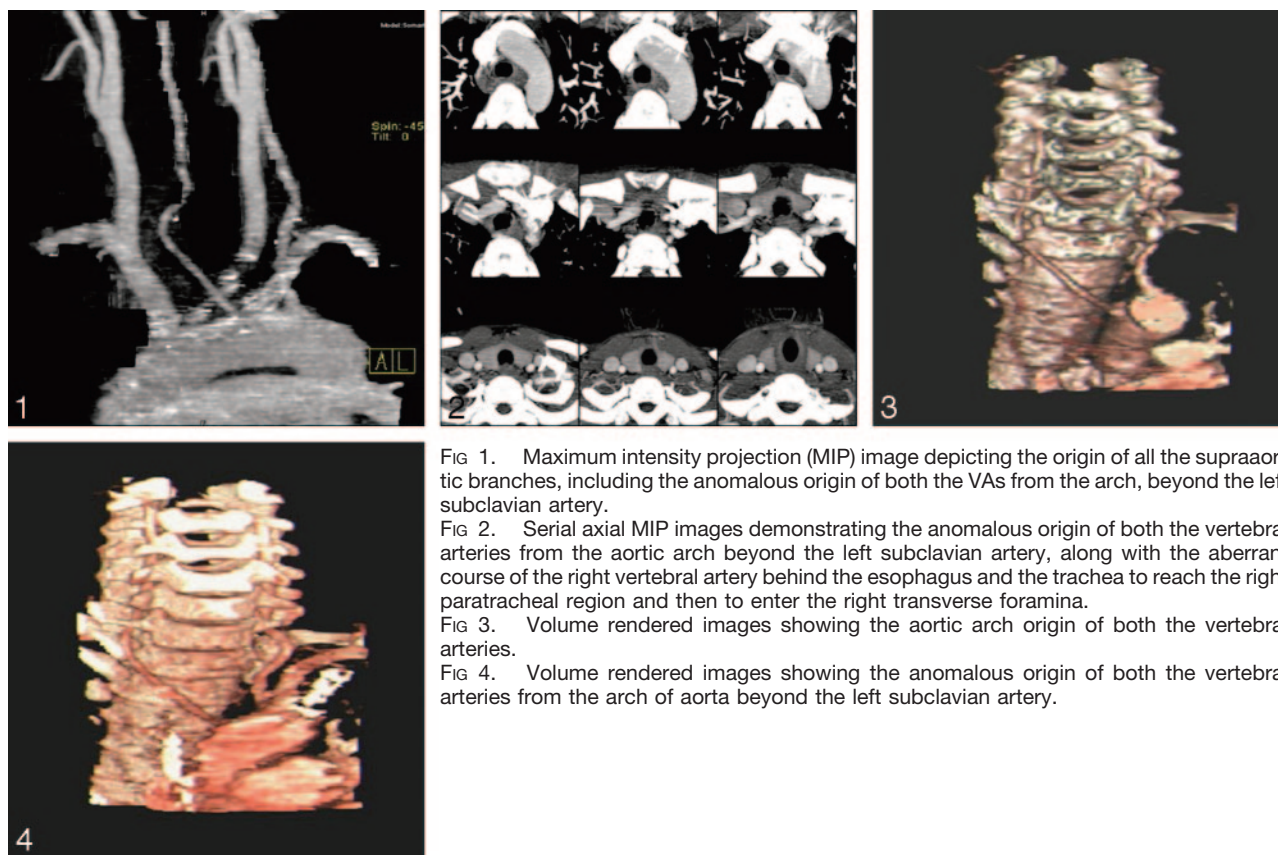 Model:Somat
Spin: -45
Tilt: 0
A L
1
2
3
4
FIG 1. Maximum intensity projection (MIP) image depicting the origin of all the supraaor
tic branches, including the anomalous origin of both the VAs from the arch, beyond the left
subclavian artery.
FIG 2. Serial axial MIP images demonstrating the anomalous origin of both the vertebra
arteries from the aortic arch beyond the left subclavian artery, along with the aberran
course of the right vertebral artery behind the esophagus and the trachea to reach the righ
paratracheal region and then to enter the right transverse foramina.
FIG 3. Volume rendered images showing the aortic arch origin of both the vertebra
arteries.
FIG 4. Volume rendered images showing the anomalous origin of both the vertebra
arteries from the arch of aorta beyond the left subclavian artery.